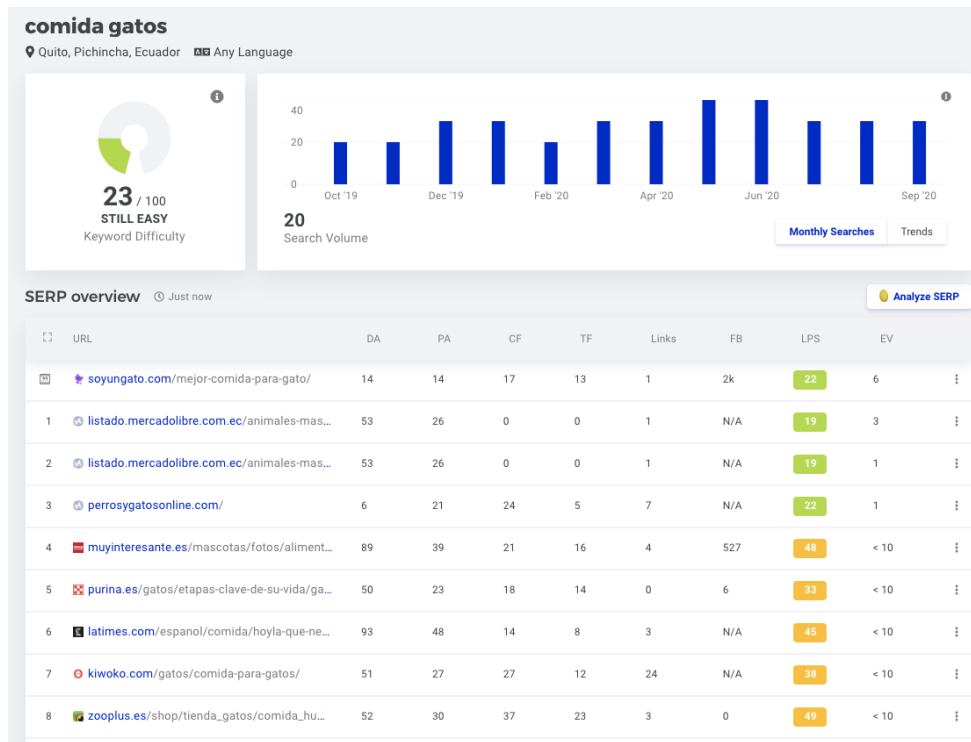 comida gatos
Quito, Pichincha, Ecuador Any Language
23 / 100
STILL EASY
Keyword Difficulty
40
20
0
Oct '19 Dec '19 Feb '20 Apr '20 Jun '20 Sep '20
20
Search Volume
Monthly Searches Trends
SERP overview Just now Analyze SERP
URL DA PA CF TF Links FB LPS EV
soyungato.com/mejor-comida-para-gato/ 14 14 17 13 1 2k 22 6
1 listado.mercadolibre.com.ec/animales-mas... 53 26 0 0 1 N/A 19 3
2 listado.mercadolibre.com.ec/animales-mas... 53 26 0 0 1 N/A 19 1
3 perrosygatosonline.com/ 6 21 24 5 7 N/A 22 1
4 muyinteresante.es/mascotas/fotos/aliment... 89 39 21 16 4 527 48 < 10
5 purina.es/gatos/etapas-clave-de-su-vida/ga... 50 23 18 14 0 6 33 < 10
6 latimes.com/espanol/comida/hoyla-que-ne... 93 48 14 8 3 N/A 45 < 10
7 kiwoko.com/gatos/comida-para-gatos/ 51 27 27 12 24 N/A 38 < 10
8 zooplus.es/shop/tienda_gatos/comida_hu... 52 30 37 23 3 0 49 < 10